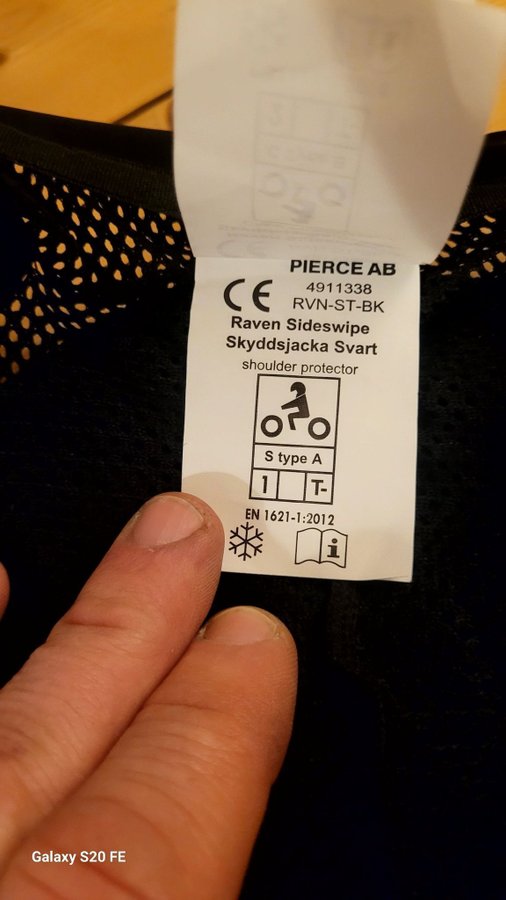 PIERCE AB
4911338
CE RVN-ST-BK
Raven Sideswipe
Skyddsjacka Svart
shoulder protector
S type A
1 T-
EN 1621-1:2012
i
Galaxy S20 FE